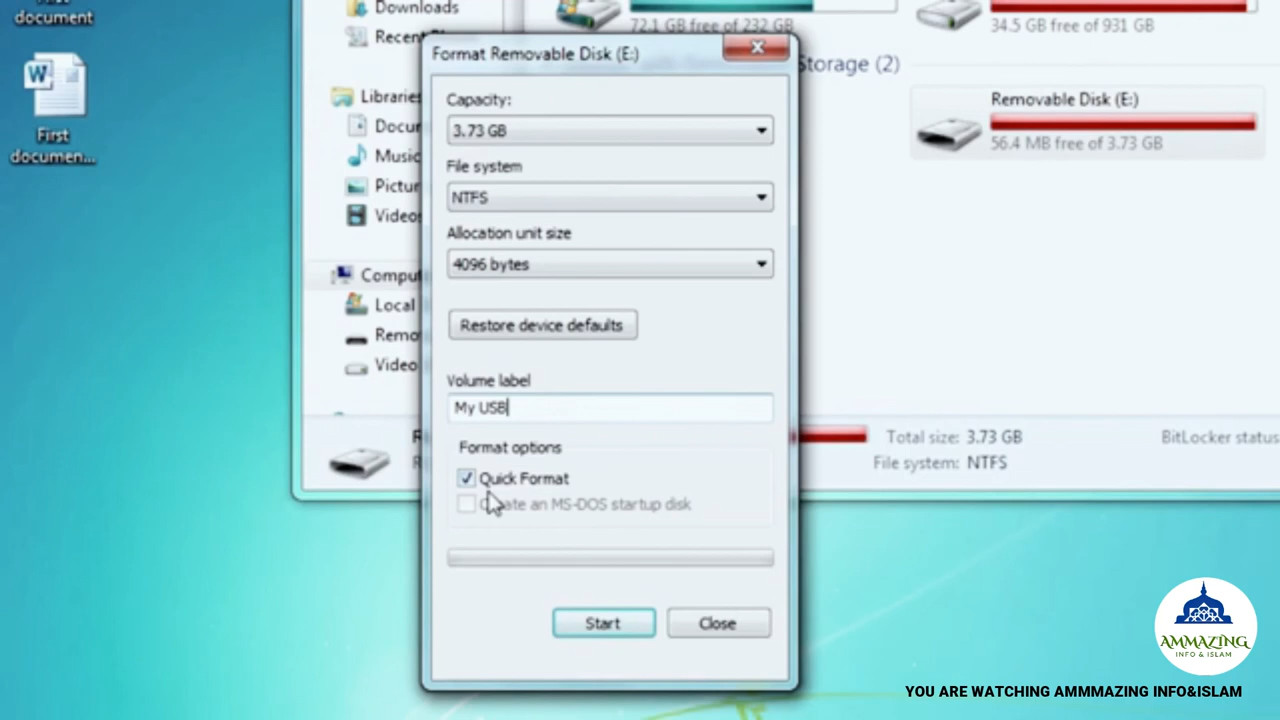 document
First
documen...
Downloads
Recent
Libraries
Docu
Music
Pictur
Videos
Comput
Local
Remo
Video
72.1 GB free of 232 GB
34.5 GB free of 931 GB
Storage (2)
Removable Disk (E:)
56.4 MB free of 3.73 GB
Format Removable Disk (E:)
Capacity:
3.73 GB
File system
NTFS
Allocation unit size
4096 bytes
Restore device defaults
Volume label
My USB
Format options
Quick Format
Create an MS-DOS startup disk
Start
Close
Total size: 3.73 GB
BitLocker status
File system: NTFS
AMMAZING
INFO & iSLAM
YOU ARE WATCHING AMMMAZING INFO&ISLAM